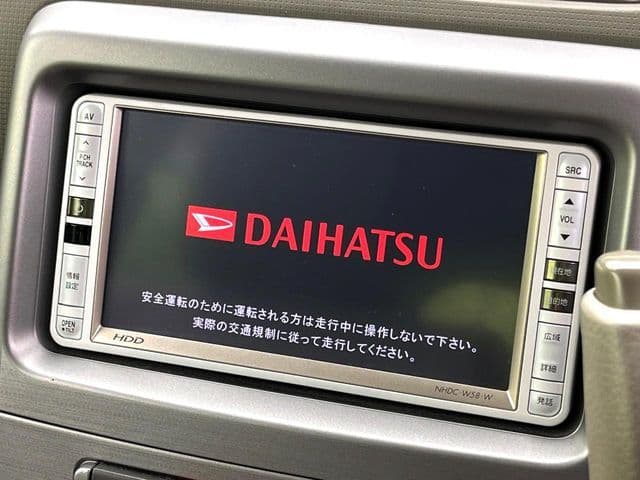 AV
P.CH
TRACK
情報
設定
OPEN
TILT
HDD
DAIHATSU
安全運転のために運転される方は走行中に操作しないで下さい。
実際の交通規制に従って走行してください。
NHDC-W58-W
SRC
VOL
現在地
目的地
広域
詳細
発話